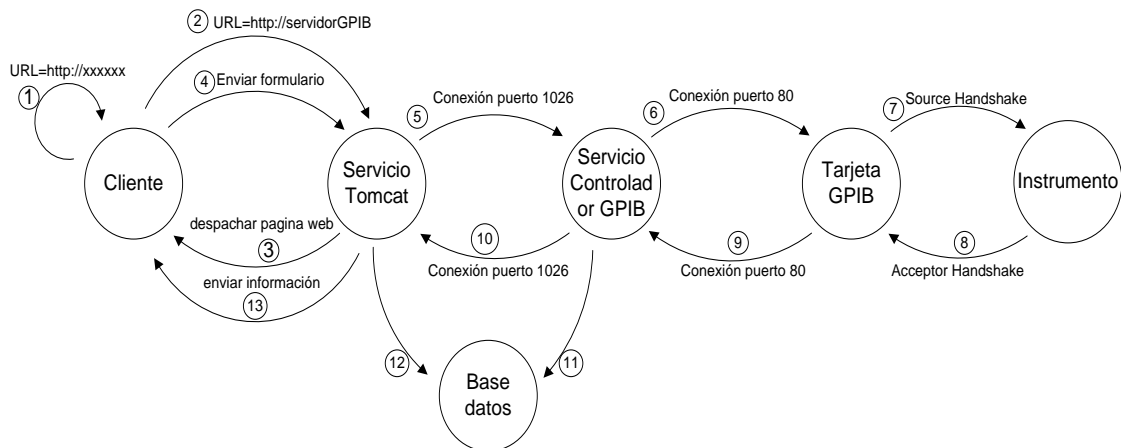 2 URL=http://servidorGPIB
URL=http://xxxxxx
1
4 Enviar formulario
5 Conexión puerto 1026
6 Conexión puerto 80
7 Source Handshake
Cliente
Servicio
Tomcat
Servicio
Controlad
or GPIB
Tarjeta
GPIB
Instrumento
despachar pagina web
3
10
Conexión puerto 1026
9
Conexión puerto 80
8
Acceptor Handshake
enviar información
13
12
11
Base
datos